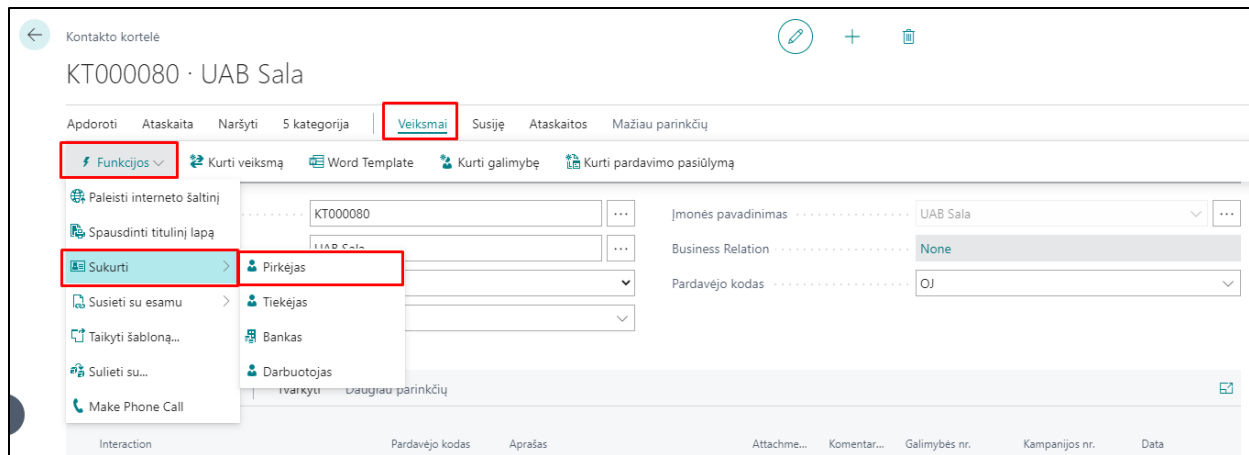 Kontakto kortelė
KT000080 · UAB Sala
Apdoroti Ataskaita Naršyti 5 kategorija Veiksmai Susiję Ataskaitos Mažiau parinkčių
Funkcijos Kurti veiksmą Word Template Kurti galimybę Kurti pardavimo pasiūlymą
Paleisti interneto šaltinį
KT000080 Įmonės pavadinimas UAB Sala
Spausdinti titulinį lapą
UAB Sala Business Relation None
Sukurti Pirkėjas
Pardavėjo kodas OJ
Susieti su esamu Tiekėjas
Taikyti šabloną... Bankas
Sulieti su... Darbuotojas
Tvarkyti Daugiau parinkčių
Make Phone Call
Interaction Pardavėjo kodas Aprašas Attachme... Komentar... Galimybės nr. Kampanijos nr. Data